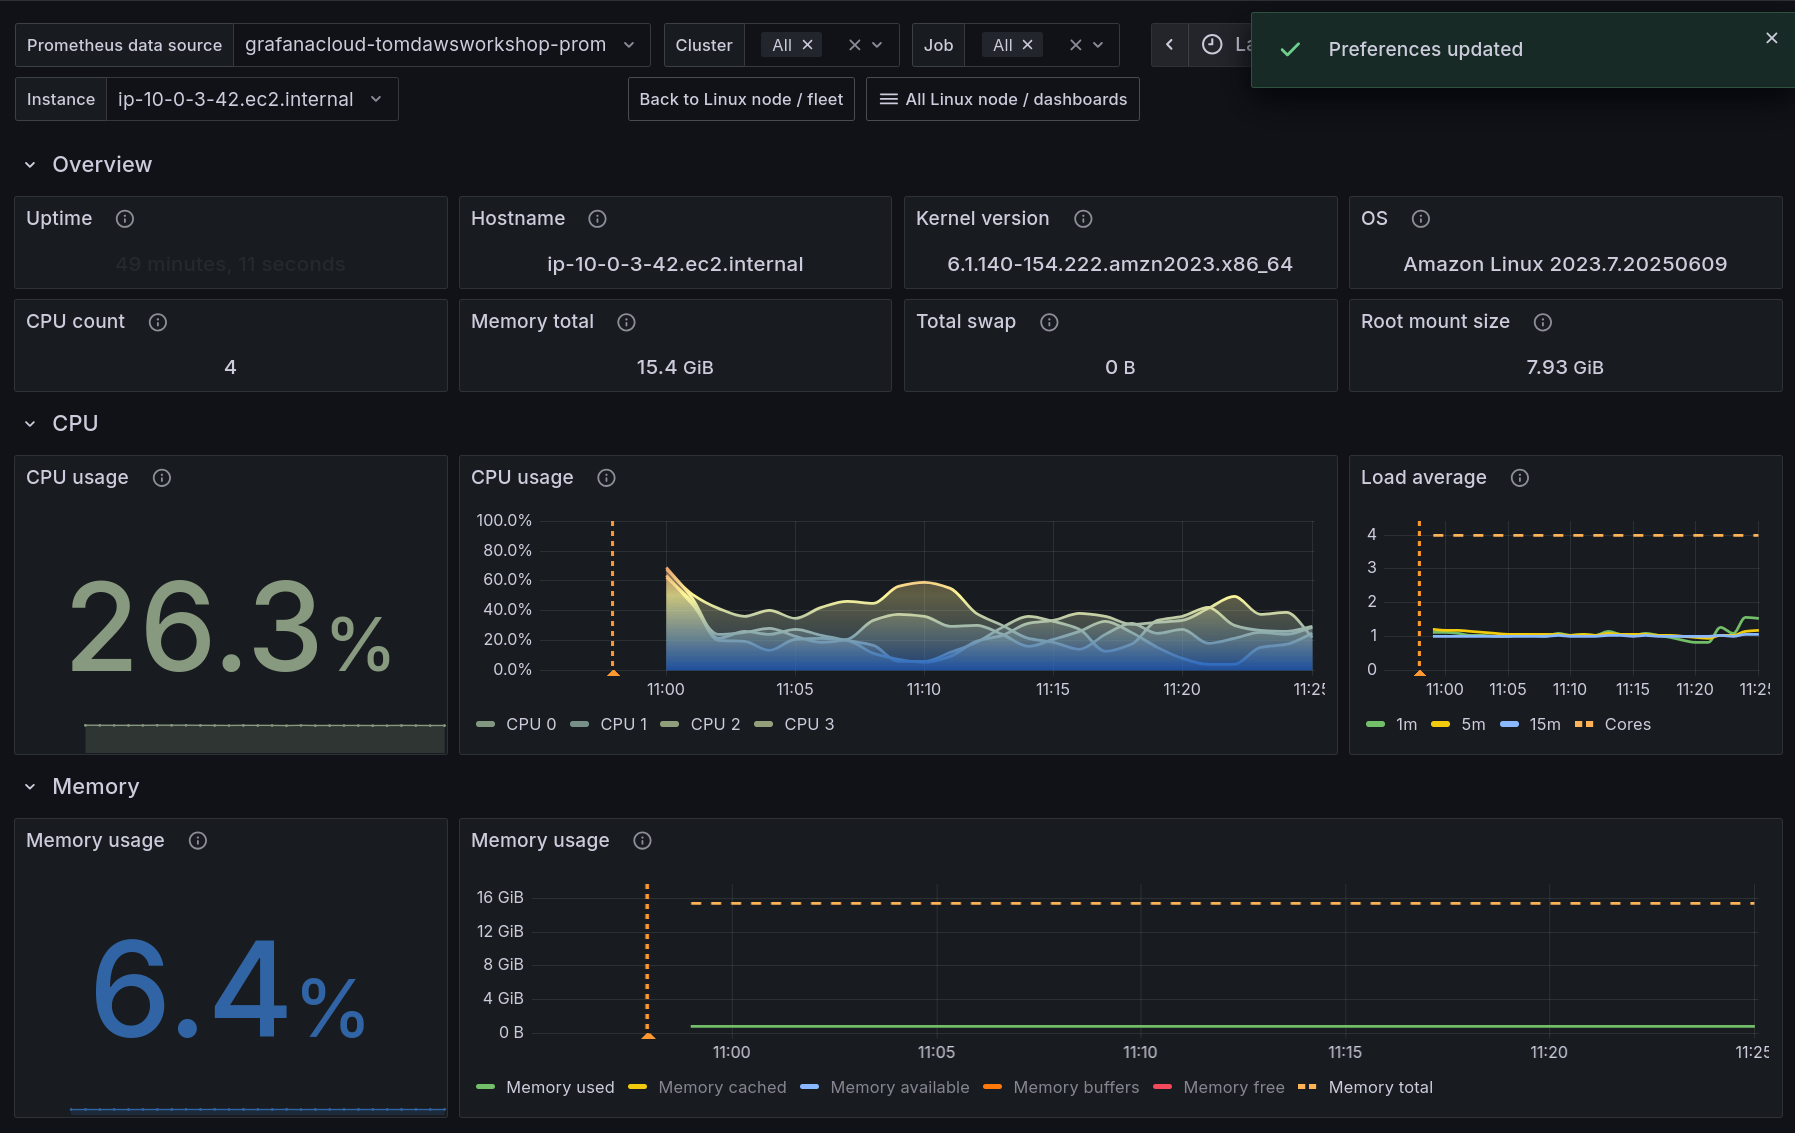 Prometheus data source grafanacloud-tomdawsworkshop-prom Cluster All Job All La
Preferences updated
Instance ip-10-0-3-42.ec2.internal Back to Linux node / fleet All Linux node / dashboards
Overview
Uptime Hostname Kernel version OS
49 minutes, 11 seconds ip-10-0-3-42.ec2.internal 6.1.140-154.222.amzn2023.x86_64 Amazon Linux 2023.7.20250609
CPU count Memory total Total swap Root mount size
4 15.4 GiB 0 B 7.93 GiB
CPU
CPU usage
26.3%
CPU usage
100.0%
80.0%
60.0%
40.0%
20.0%
0.0%
11:00 11:05 11:10 11:15 11:20 11:25
CPU 0 CPU 1 CPU 2 CPU 3
Load average
4
3
2
1
0
11:00 11:05 11:10 11:15 11:20 11:25
1m 5m 15m Cores
Memory
Memory usage
6.4%
Memory usage
16 GiB
12 GiB
8 GiB
4 GiB
0 B
11:00 11:05 11:10 11:15 11:20 11:25
Memory used Memory cached Memory available Memory buffers Memory free Memory total